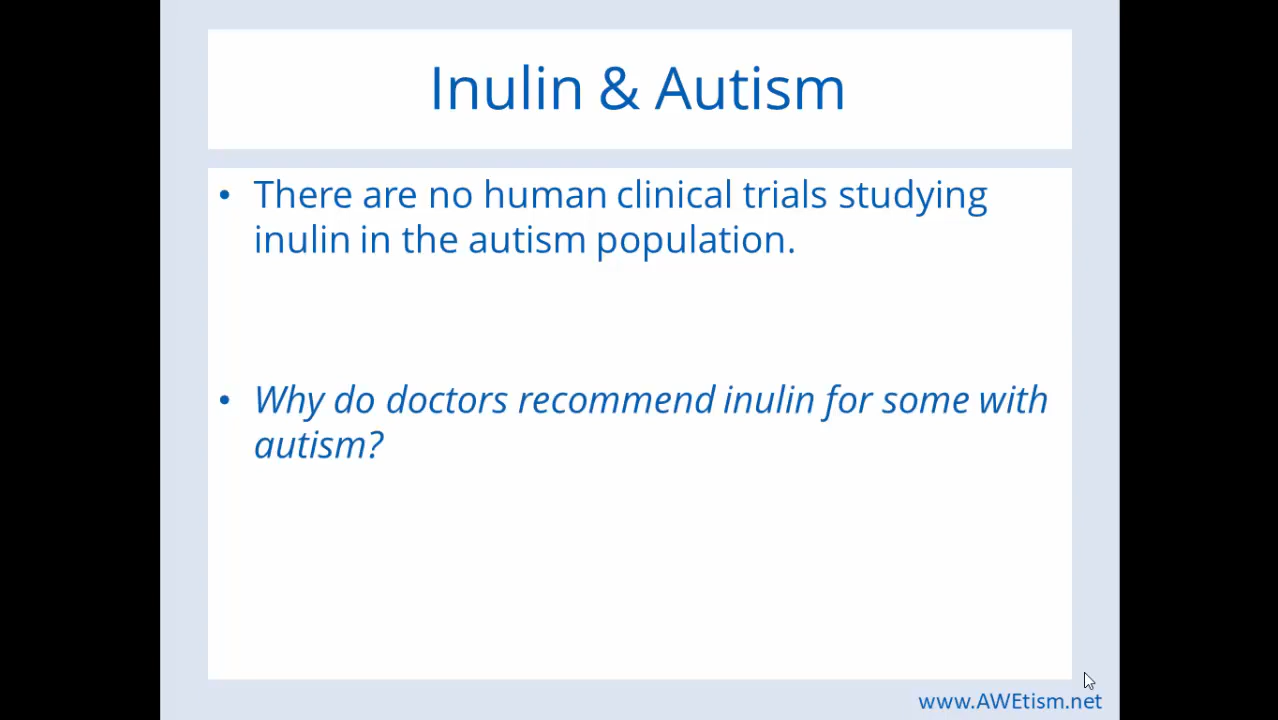 Inulin & Autism
• There are no human clinical trials studying
inulin in the autism population.
• Why do doctors recommend inulin for some with
autism?
www.AWEtism.net